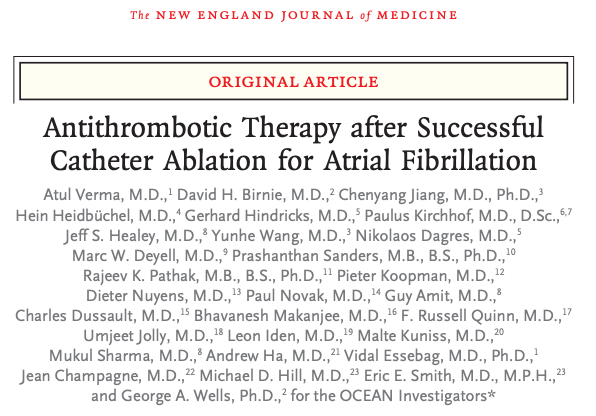 The NEW ENGLAND JOURNAL of MEDICINE
ORIGINAL ARTICLE
Antithrombotic Therapy after Successful
Catheter Ablation for Atrial Fibrillation
Atul Verma, M.D.,1 David H. Birnie, M.D.,2 Chenyang Jiang, M.D., Ph.D.,3
Hein Heidbüchel, M.D.,4 Gerhard Hindricks, M.D.,5 Paulus Kirchhof, M.D., D.Sc.,6,7
Jeff S. Healey, M.D.,8 Yunhe Wang, M.D.,3 Nikolaos Dagres, M.D.,5
Marc W. Deyell, M.D.,9 Prashanthan Sanders, M.B., B.S., Ph.D.,10
Rajeev K. Pathak, M.B., B.S., Ph.D.,11 Pieter Koopman, M.D.,12
Dieter Nuyens, M.D.,13 Paul Novak, M.D.,14 Guy Amit, M.D.,8
Charles Dussault, M.D.,15 Bhavanesh Makanjee, M.D.,16 F. Russell Quinn, M.D.,17
Umjeet Jolly, M.D.,18 Leon Iden, M.D.,19 Malte Kuniss, M.D.,20
Mukul Sharma, M.D.,8 Andrew Ha, M.D.,21 Vidal Essebag, M.D., Ph.D.,1
Jean Champagne, M.D.,22 Michael D. Hill, M.D.,23 Eric E. Smith, M.D., M.P.H.,23
and George A. Wells, Ph.D.,2 for the OCEAN Investigators*